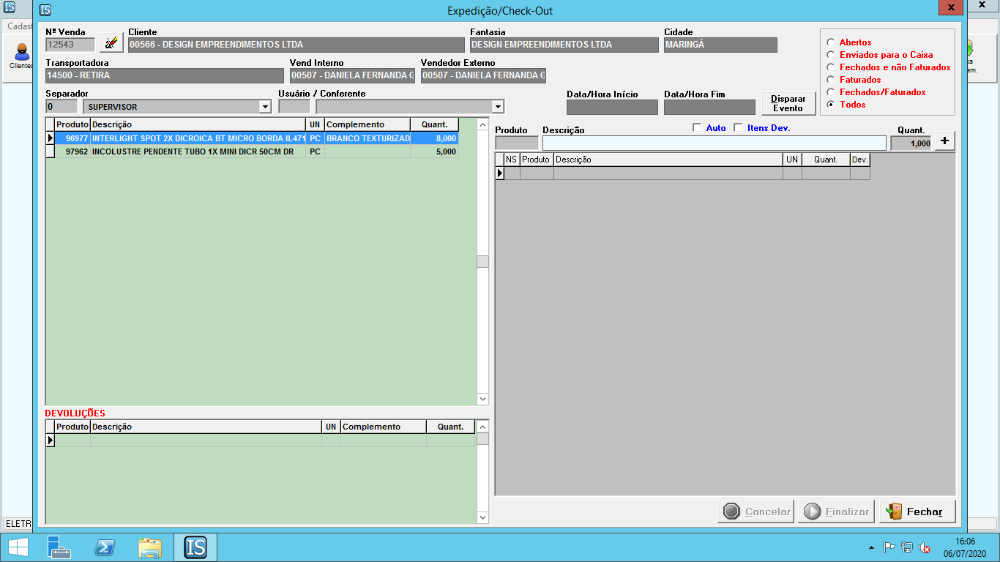 IS
IS
Expedição/Check-Out
x
x
Cadast
Clientes
Nº Venda
Cliente
Fantasia
Cidade
12543
00566 - DESIGN EMPREENDIMENTOS LTDA
DESIGN EMPREENDIMENTOS LTDA
MARINGÁ
Transportadora
Vend Interno
Vendedor Externo
14500 - RETIRA
00507 - DANIELA FERNANDA G
00507 - DANIELA FERNANDA G
Separador
Usuário / Conferente
Data/Hora Início
Data/Hora Fim
0
SUPERVISOR
Disparar
Evento
Abertos
Enviados para o Caixa
Fechados e não Faturados
Faturados
Fechados/Faturados
Todos
ixa
am.
Produto Descrição UN Complemento Quant.
96977 INTERLIGHT SPOT 2X DICROICA BT MICRO BORDA IL471 PC BRANCO TEXTURIZAD 8,000
97962 INCOLUSTRE PENDENTE TUBO 1X MINI DICR 50CM DR PC 5,000
Produto Descrição Auto Itens Dev. Quant.
1,000 +
NS Produto Descrição UN Quant. Dev.
DEVOLUÇÕES
Produto Descrição UN Complemento Quant.
Cancelar
Finalizar
Fechar
ELETR
IS
16:06
06/07/2020